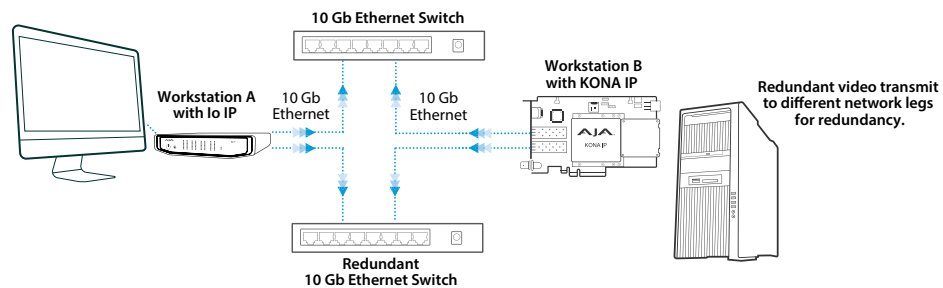 10 Gb Ethernet Switch
Workstation A
with Io IP
10 Gb
Ethernet
10 Gb
Ethernet
Workstation B
with KONA IP
AJA
KONA IP
Redundant video transmit
to different network legs
for redundancy.
Redundant
10 Gb Ethernet Switch